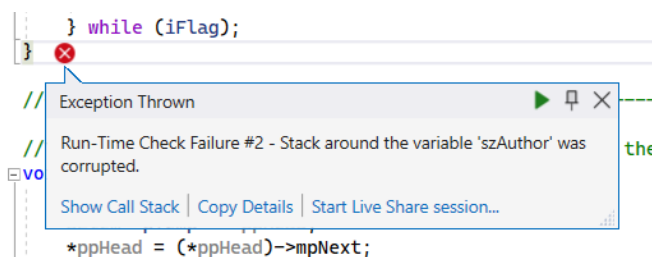 } while (iFlag);
}
//
Exception Thrown
Run-Time Check Failure #2 - Stack around the variable 'szAuthor' was
corrupted.
// the
vo
Show Call Stack | Copy Details | Start Live Share session...
*ppHead = (*ppHead)->mpNext;